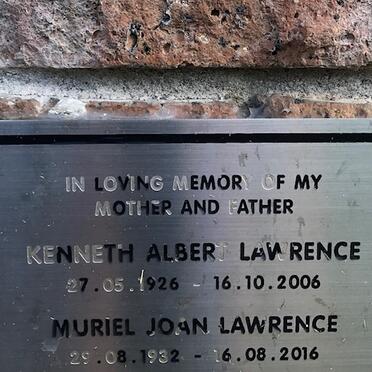 IN LOVING MEMORY OF MY
MOTHER AND FATHER
KENNETH ALBERT LAWRENCE
27.05.1926 - 16.10.2006
MURIEL JOAN LAWRENCE
29.08.1932 - 16.08.2016